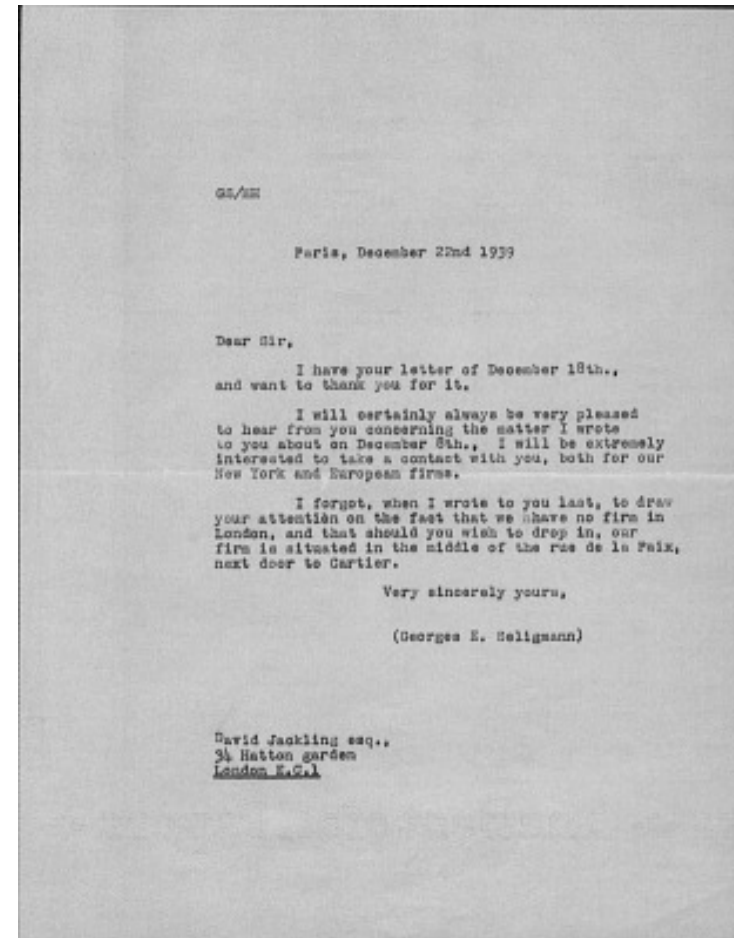 Paris, December 22nd 1939
Dear Sir,
I have your letter of December 18th.,
and want to thank you for it.
I will certainly always be very pleased
to hear from you concerning the matter I wrote
to you about on December 8th., I will be extremely
interested to take a contact with you, both for our
New York and European firms.
I forgot, when I wrote to you last, to draw
your attention on the fact that we have no firm in
London, and that should you wish to drop in, our
firm is situated in the middle of the rue de la Paix,
next door to Cartier.
Very sincerely yours,
(Georges E. Seligmann)
David Jackling esq.,
34 Hatton garden
London E.C.1